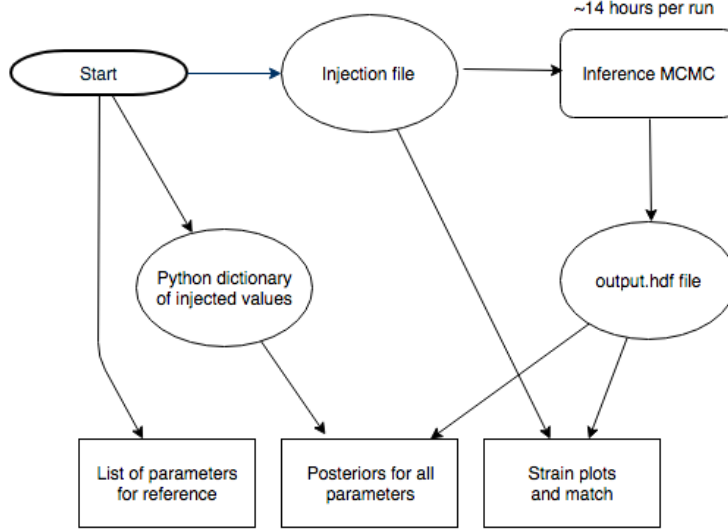 ~14 hours per run
Start
Injection file
Inference MCMC
Python dictionary
of injected values
output.hdf file
List of parameters
for reference
Posteriors for all
parameters
Strain plots
and match